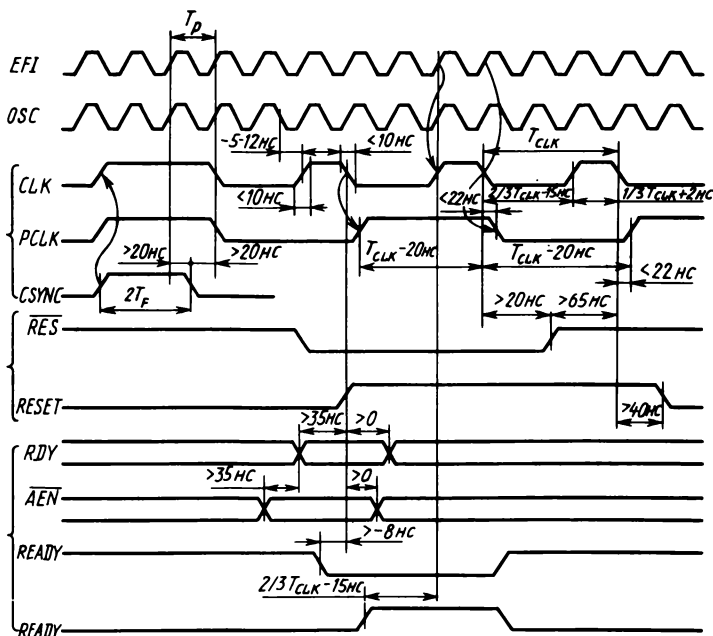 T_p
EFI
OSC
-5-12нс
<10нс
T_CLK
CLK
<10нс
<22нс
2/3T_CLK-15нс
1/3T_CLK+2нс
PCLK
>20нс
>20нс
T_CLK-20нс
T_CLK-20нс
<22нс
CSYNC
2T_F
>20нс
>65нс
RES
RESET
>35нс
>0
>40нс
RDY
>35нс
>0
AEN
>-8нс
READY
2/3T_CLK-15нс
READY